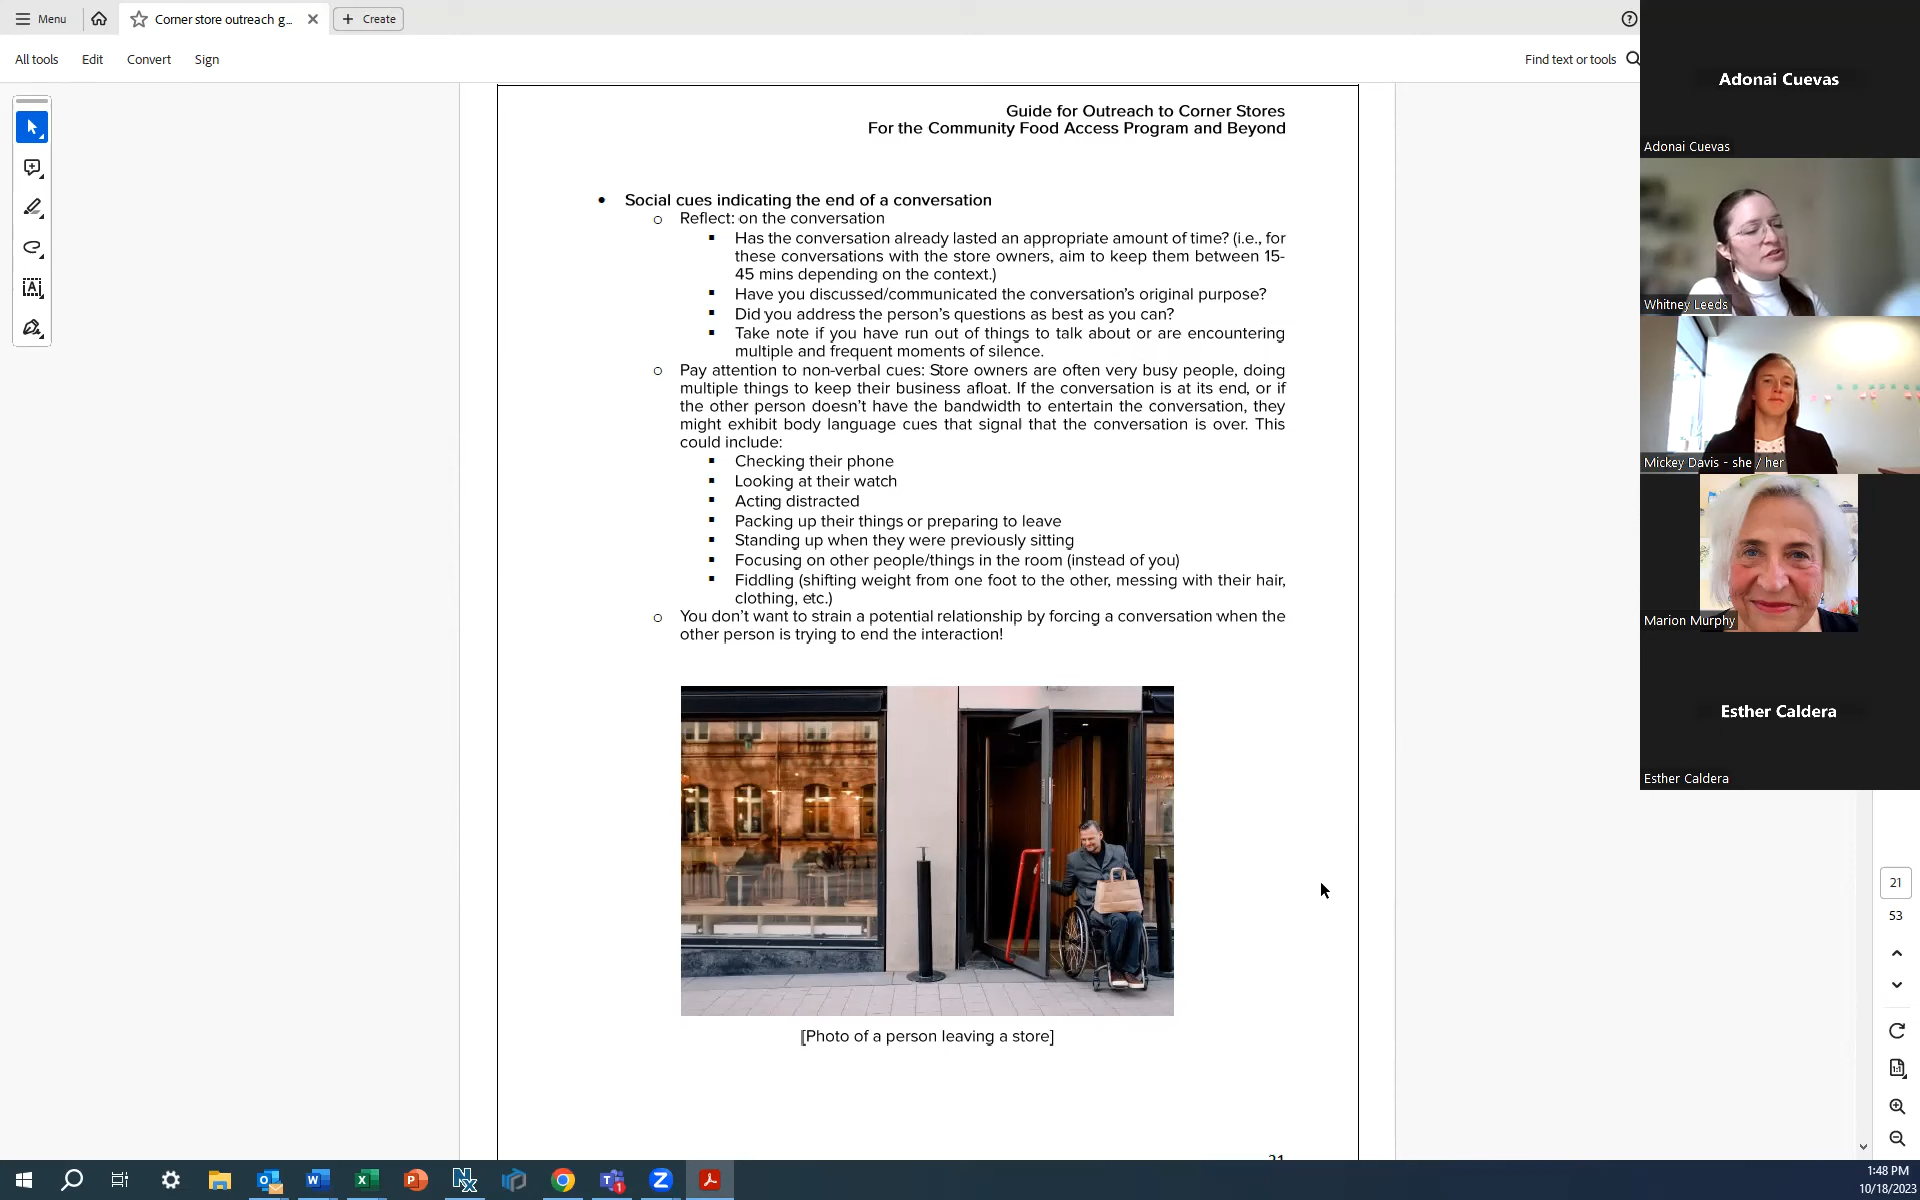 Menu
Corner store outreach g...
Create
All tools
Edit
Convert
Sign
Find text or tools
Guide for Outreach to Corner Stores
For the Community Food Access Program and Beyond
• Social cues indicating the end of a conversation
o Reflect: on the conversation
▪ Has the conversation already lasted an appropriate amount of time? (i.e., for
these conversations with the store owners, aim to keep them between 15-
45 mins depending on the context.)
▪ Have you discussed/communicated the conversation's original purpose?
▪ Did you address the person's questions as best as you can?
▪ Take note if you have run out of things to talk about or are encountering
multiple and frequent moments of silence.
o Pay attention to non-verbal cues: Store owners are often very busy people, doing
multiple things to keep their business afloat. If the conversation is at its end, or if
the other person doesn't have the bandwidth to entertain the conversation, they
might exhibit body language cues that signal that the conversation is over. This
could include:
▪ Checking their phone
▪ Looking at their watch
▪ Acting distracted
▪ Packing up their things or preparing to leave
▪ Standing up when they were previously sitting
▪ Focusing on other people/things in the room (instead of you)
▪ Fiddling (shifting weight from one foot to the other, messing with their hair,
clothing, etc.)
o You don't want to strain a potential relationship by forcing a conversation when the
other person is trying to end the interaction!
[Photo of a person leaving a store]
21
Adonai Cuevas
Adonai Cuevas
Whitney Leeds
Mickey Davis - she / her
Marion Murphy
Esther Caldera
Esther Caldera
21
53
1:48 PM
10/18/2023